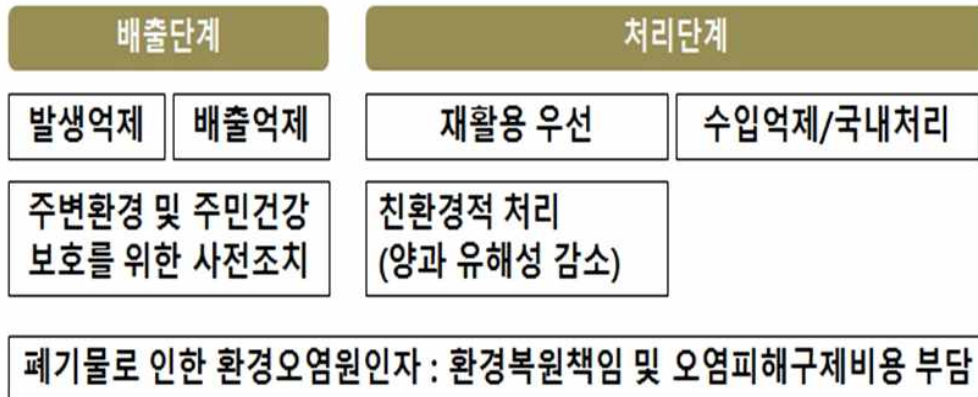 배출단계
처리단계
발생억제
배출억제
재활용 우선
수입억제/국내처리
주변환경 및 주민건강
보호를 위한 사전조치
친환경적 처리
(양과 유해성 감소)
폐기물로 인한 환경오염원인자 : 환경복원책임 및 오염피해구제비용 부담